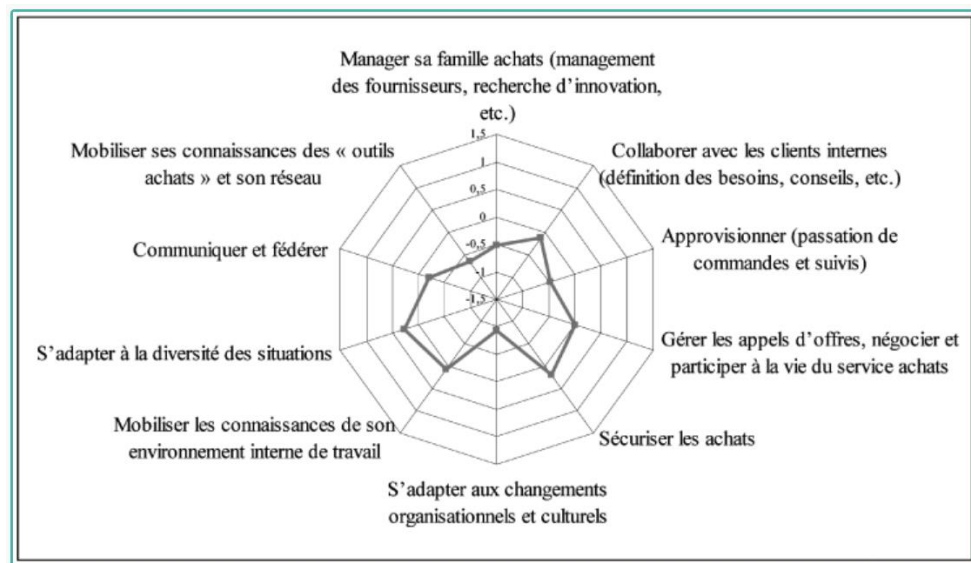 Manager sa famille achats (management
des fournisseurs, recherche d’innovation,
etc.)
Mobiliser ses connaissances des « outils
achats » et son réseau
Collaborer avec les clients internes
(définition des besoins, conseils, etc.)
Communiquer et fédérer
Approvisionner (passation de
commandes et suivis)
S’adapter à la diversité des situations
Gérer les appels d’offres, négocier et
participer à la vie du service achats
Mobiliser les connaissances de son
environnement interne de travail
Sécuriser les achats
S’adapter aux changements
organisationnels et culturels
1,5
1
0,5
0
-0,5
-1
-1,5